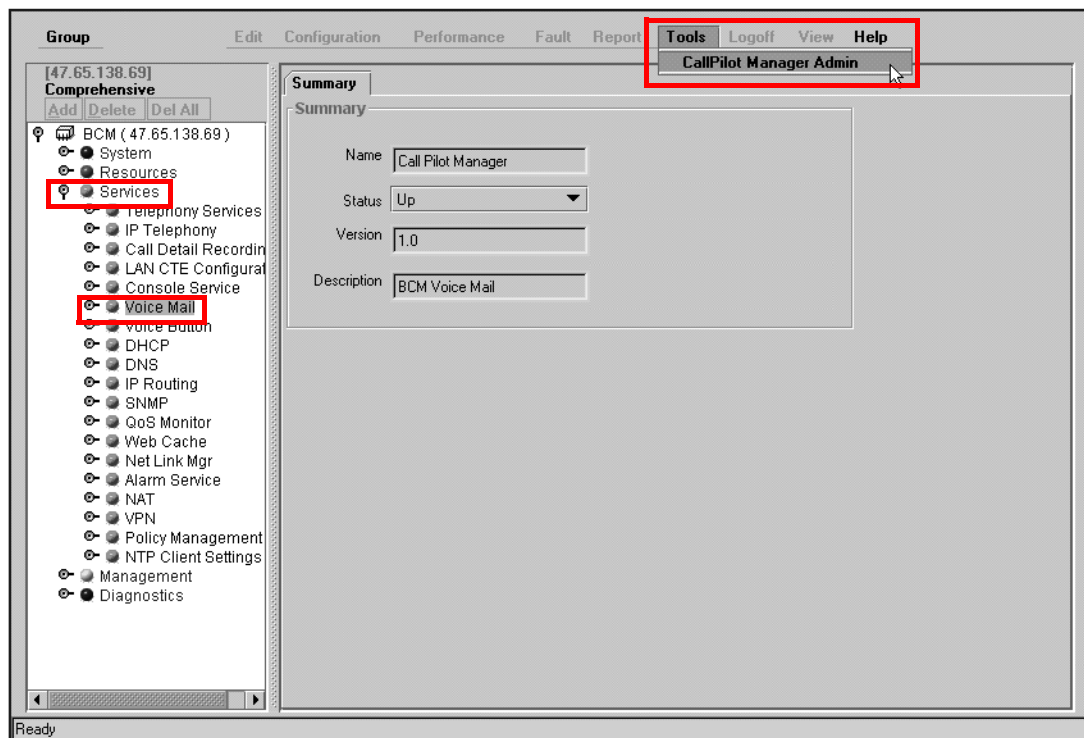 Group Edit Configuration Performance Fault Report Tools Logoff View Help
CallPilot Manager Admin
[47.65.138.69]
Comprehensive
Add Delete Del All
BCM ( 47.65.138.69 )
System
Resources
Services
Telephony Services
IP Telephony
Call Detail Recordin
LAN CTE Configurat
Console Service
Voice Mail
Voice Button
DHCP
DNS
IP Routing
SNMP
QoS Monitor
Web Cache
Net Link Mgr
Alarm Service
NAT
VPN
Policy Management
NTP Client Settings
Management
Diagnostics
Summary
Summary
Name Call Pilot Manager
Status Up
Version 1.0
Description BCM Voice Mail
Ready